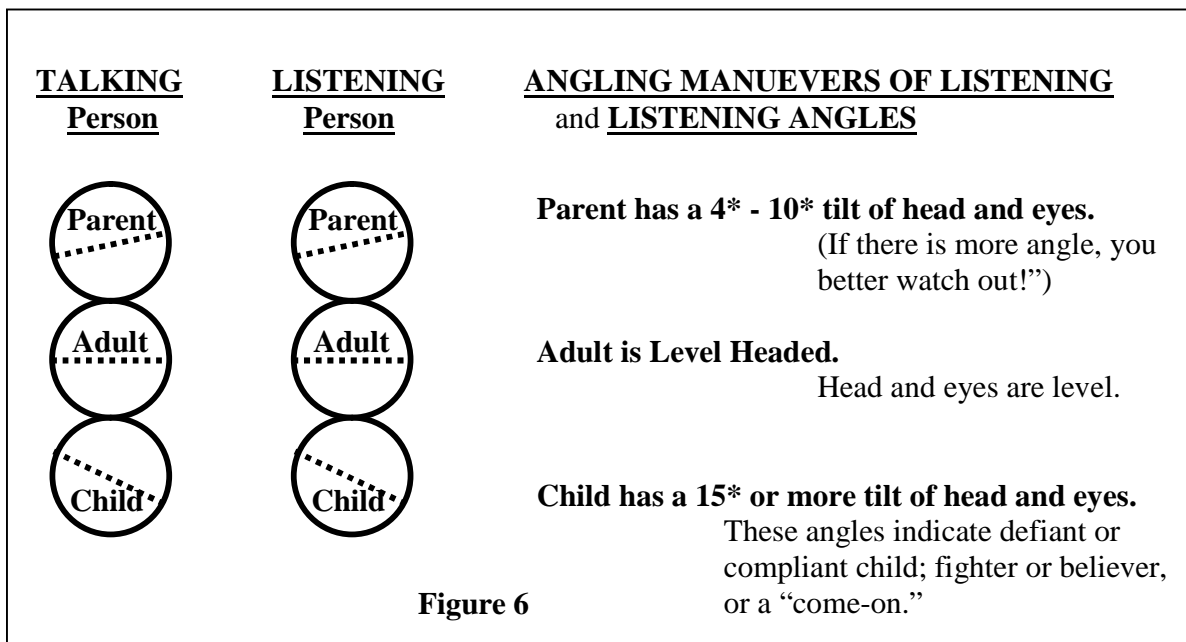 TALKING LISTENING ANGLING MANUEVERS OF LISTENING
Person Person and LISTENING ANGLES
Parent Parent Parent has a 4* - 10* tilt of head and eyes.
(If there is more angle, you
better watch out!”)
Adult Adult Adult is Level Headed.
Head and eyes are level.
Child Child Child has a 15* or more tilt of head and eyes.
These angles indicate defiant or
compliant child; fighter or believer,
or a “come-on.”
Figure 6